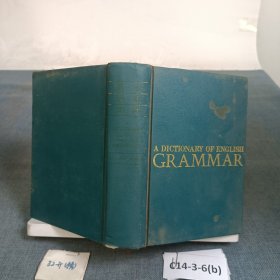 A DICTIONARY OF ENGLISH
GRAMMAR
c14-3-6(b)